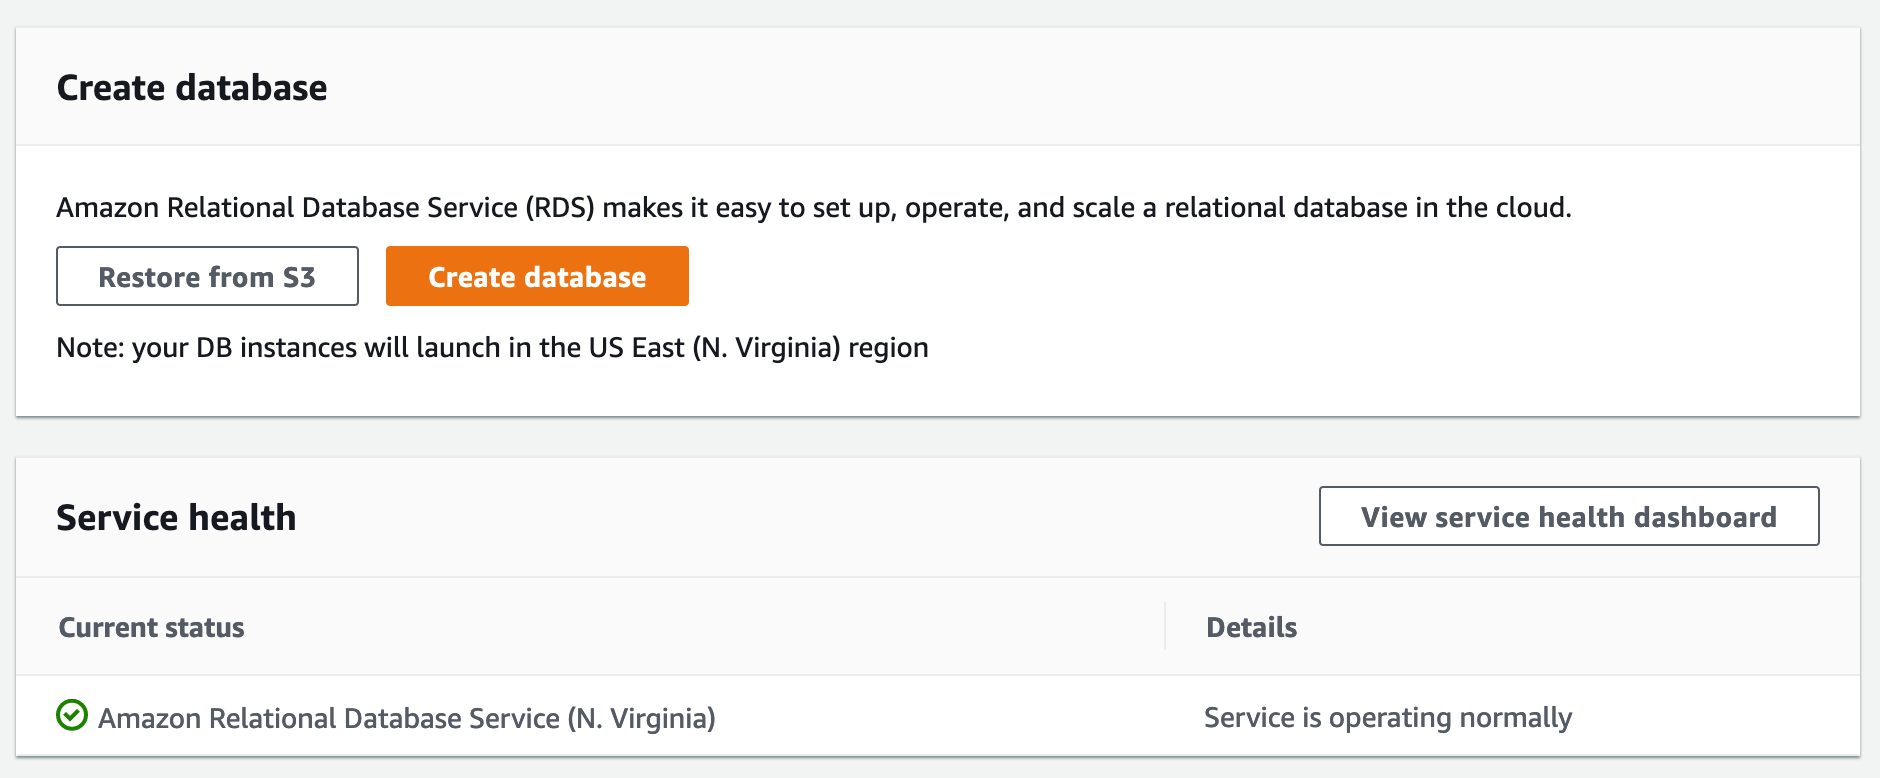 Create database
Amazon Relational Database Service (RDS) makes it easy to set up, operate, and scale a relational database in the cloud.
Restore from S3
Create database
Note: your DB instances will launch in the US East (N. Virginia) region
Service health
View service health dashboard
Current status
Details
Amazon Relational Database Service (N. Virginia)
Service is operating normally